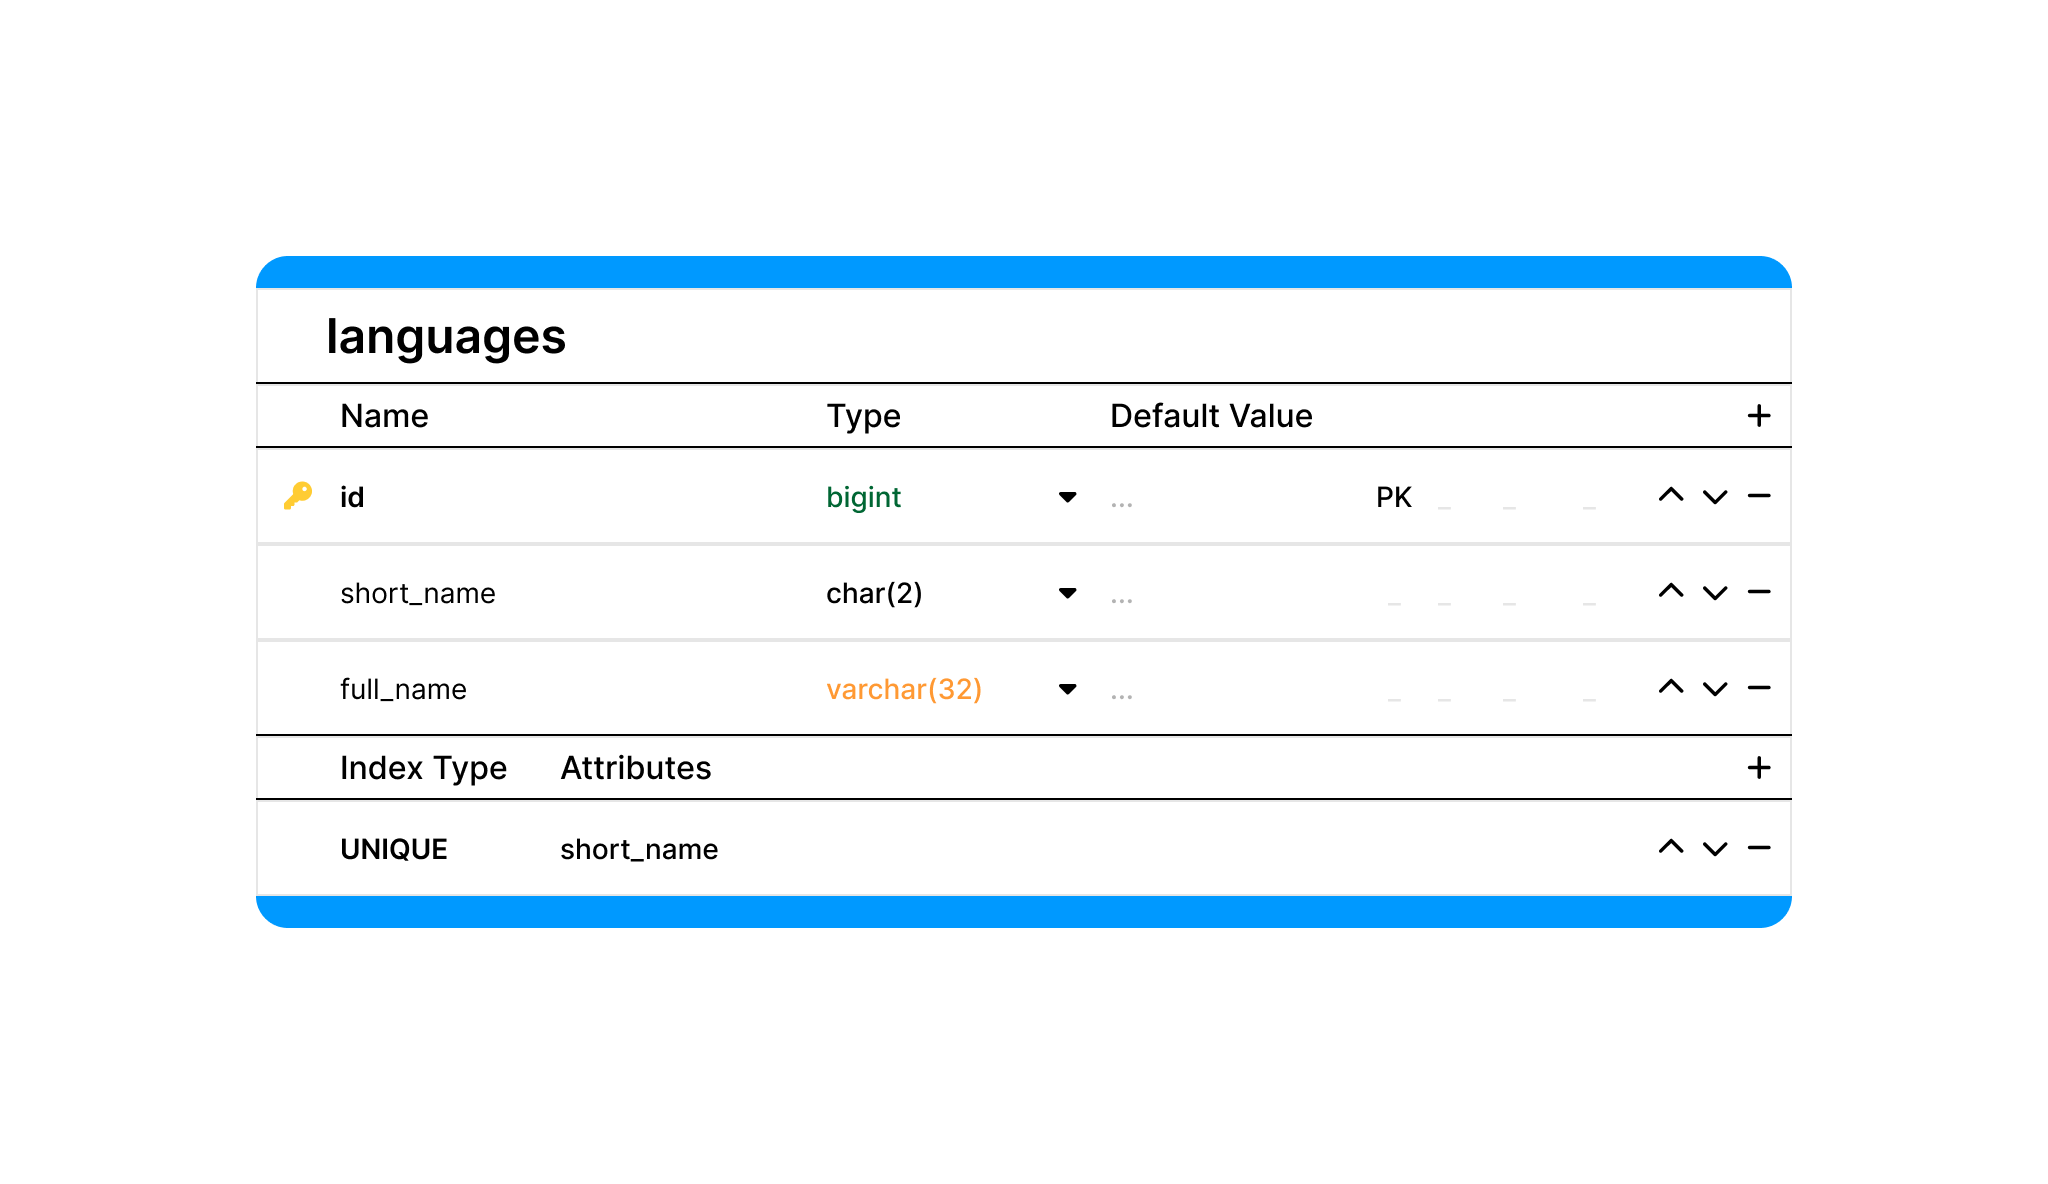 languages
Name Type Default Value +
id bigint ... PK _ _ _
short_name char(2) ... _ _ _ _
full_name varchar(32) ... _ _ _ _
Index Type Attributes +
UNIQUE short_name